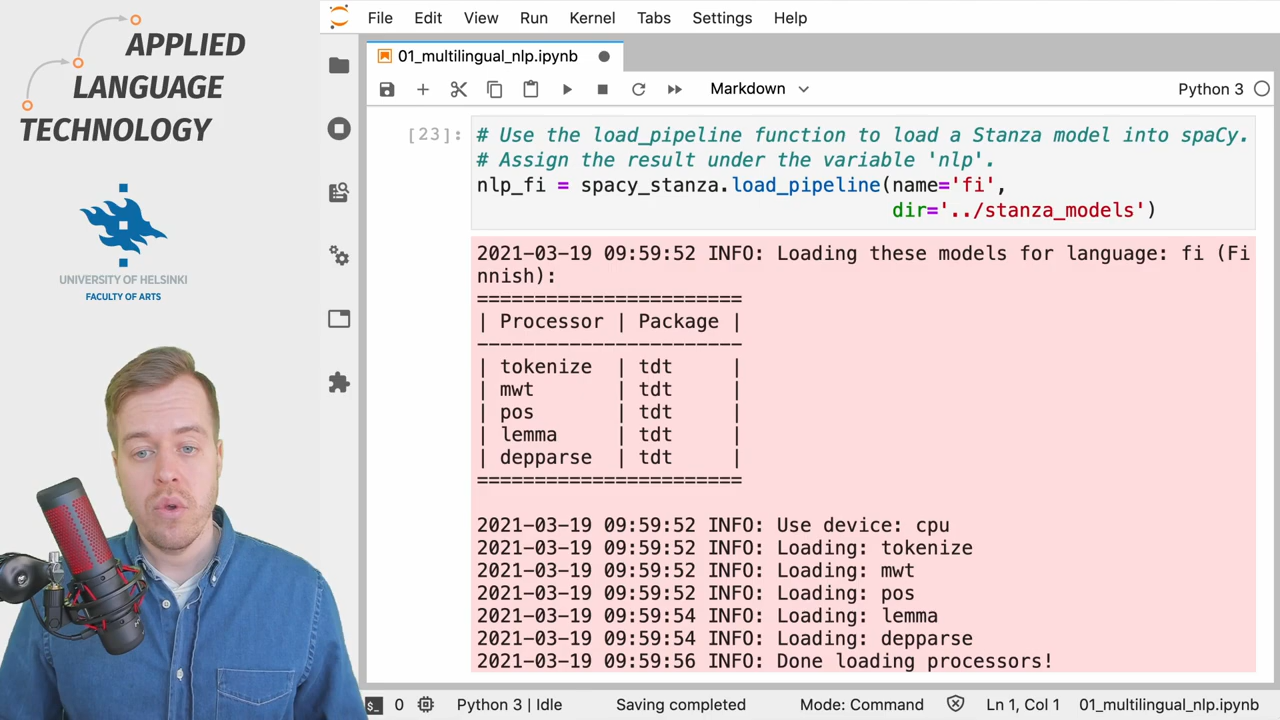 APPLIED
LANGUAGE
TECHNOLOGY
UNIVERSITY OF HELSINKI
FACULTY OF ARTS
File Edit View Run Kernel Tabs Settings Help
01_multilingual_nlp.ipynb
Markdown
Python 3
[23]:
# Use the load_pipeline function to load a Stanza model into spaCy.
# Assign the result under the variable 'nlp'.
nlp_fi = spacy_stanza.load_pipeline(name='fi',
dir='../stanza_models')
2021-03-19 09:59:52 INFO: Loading these models for language: fi (Fi
nnish):
=======================
| Processor | Package |
-----------------------
| tokenize  | tdt     |
| mwt       | tdt     |
| pos       | tdt     |
| lemma     | tdt     |
| depparse  | tdt     |
=======================
2021-03-19 09:59:52 INFO: Use device: cpu
2021-03-19 09:59:52 INFO: Loading: tokenize
2021-03-19 09:59:52 INFO: Loading: mwt
2021-03-19 09:59:52 INFO: Loading: pos
2021-03-19 09:59:54 INFO: Loading: lemma
2021-03-19 09:59:54 INFO: Loading: depparse
2021-03-19 09:59:56 INFO: Done loading processors!
$_ 0 Python 3 | Idle Saving completed Mode: Command Ln 1, Col 1 01_multilingual_nlp.ipynb